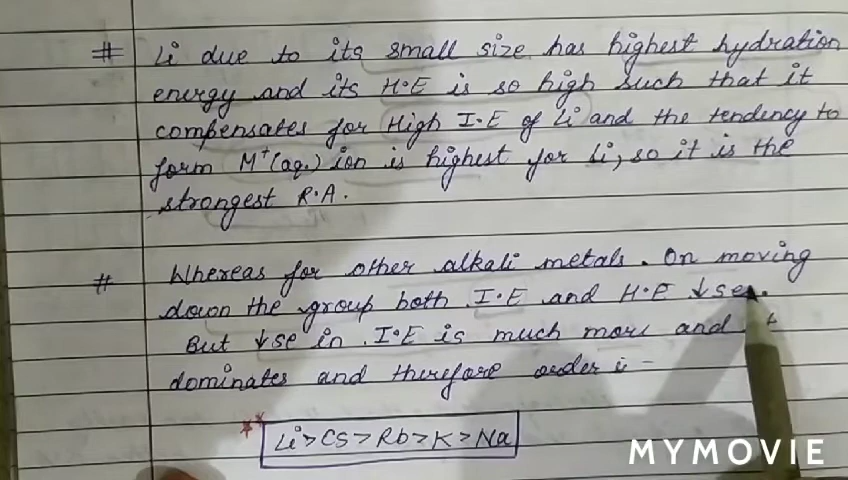 # Li due to its small size has highest hydration
energy and its H.E is so high such that it
compensates for High I.E of Li and the tendency to
form M⁺(aq.) ion is highest for Li, so it is the
strongest R.A.
# Whereas for other alkali metals. On moving
down the group both I.E and H.E ↓se.
But ↓se in I.E is much more and
dominates and therefore order is –
** Li > Cs > Rb > K > Na
MYMOVIE